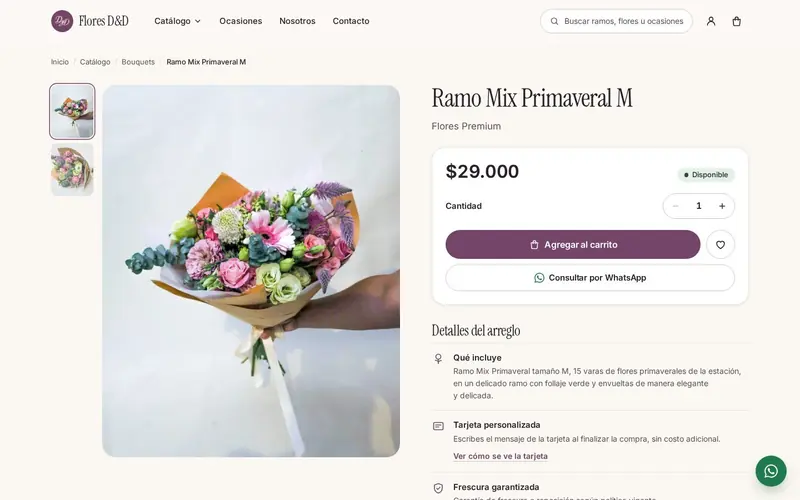 D&D
Flores D&D
Catálogo
Ocasiones
Nosotros
Contacto
Buscar ramos, flores u ocasiones
Inicio / Catálogo / Bouquets / Ramo Mix Primaveral M
Ramo Mix Primaveral M
Flores Premium
$29.000
Disponible
Cantidad
− 1 +
Agregar al carrito
Consultar por WhatsApp
Detalles del arreglo
Qué incluye
Ramo Mix Primaveral tamaño M, 15 varas de flores primaverales de la estación,
en un delicado ramo con follaje verde y envueltas de manera elegante
y delicada.
Tarjeta personalizada
Escribes el mensaje de la tarjeta al finalizar la compra, sin costo adicional.
Ver cómo se ve la tarjeta
Frescura garantizada